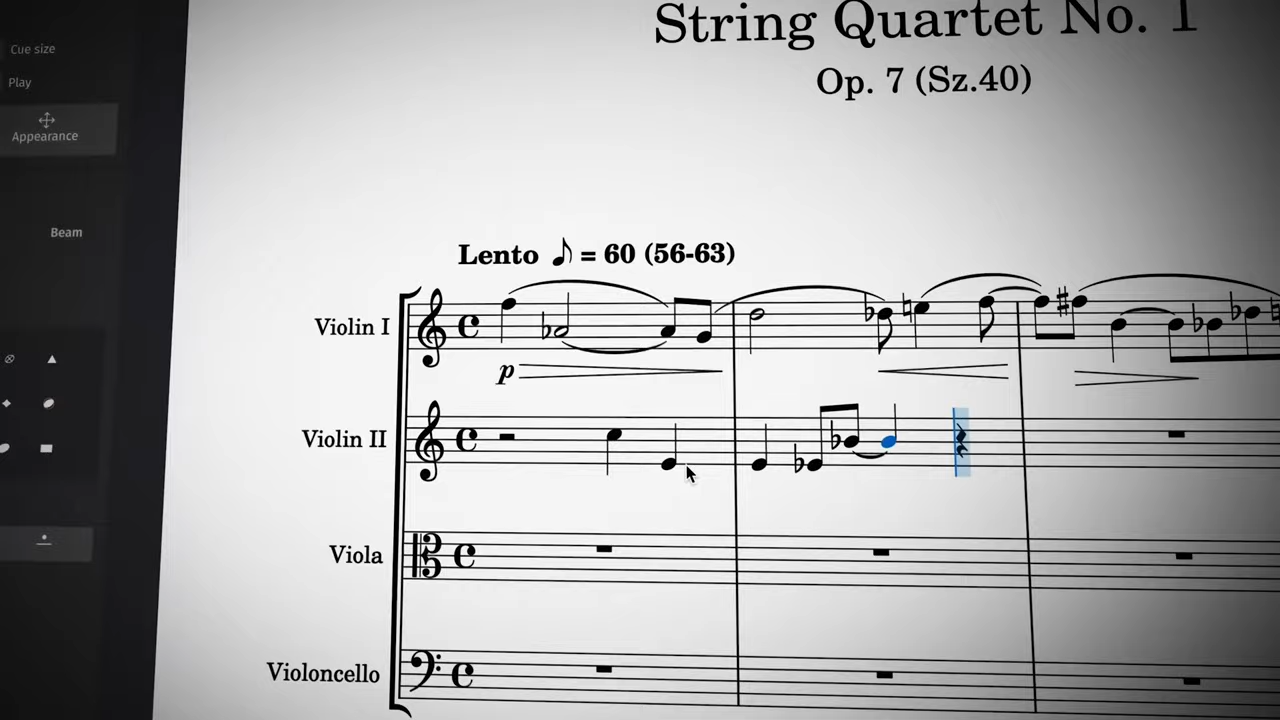 String Quartet No. 1
Op. 7 (Sz.40)
Cue size
Play
Appearance
Beam
Lento ♪ = 60 (56-63)
Violin I
p
Violin II
Viola
Violoncello